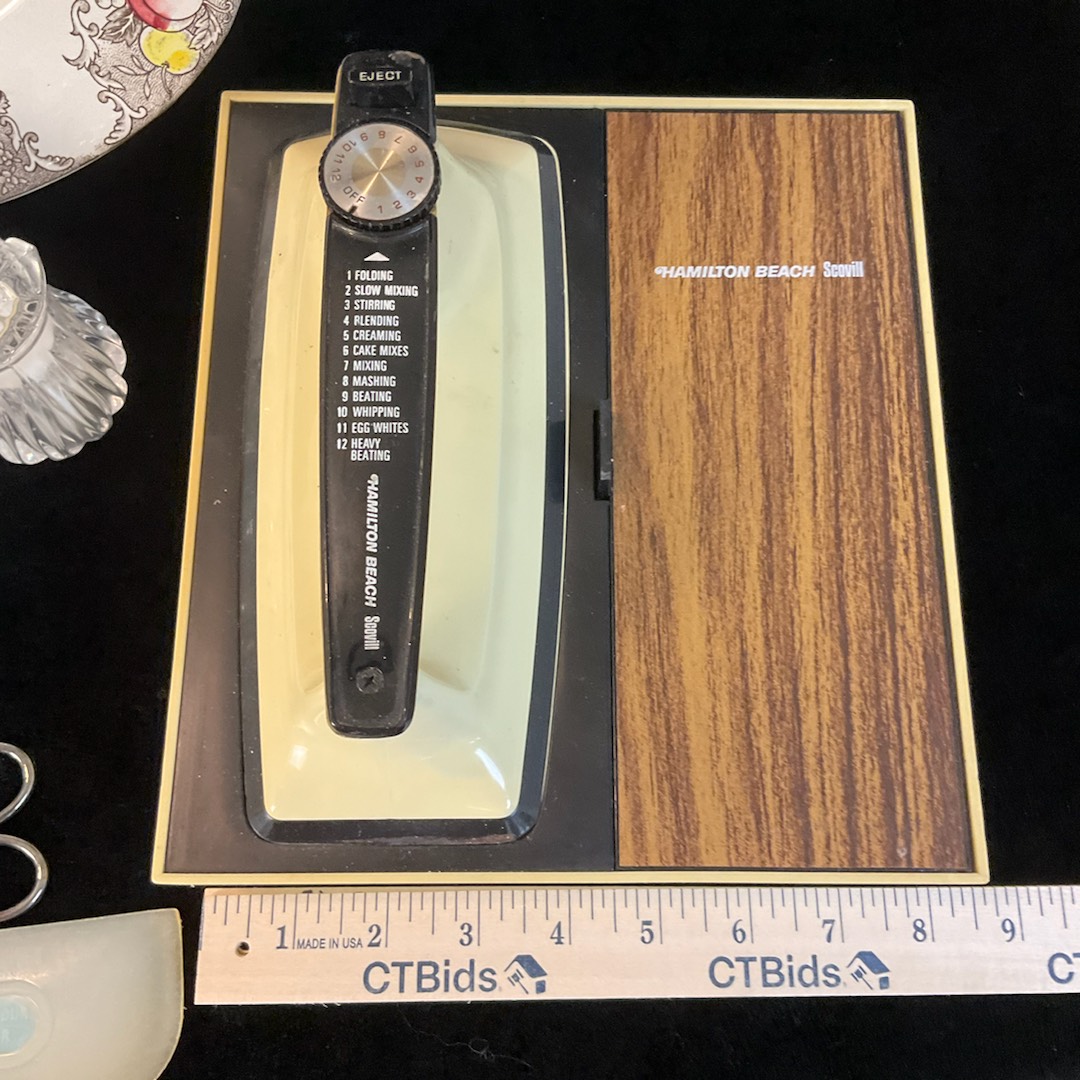 EJECT
OFF 1 2 3 4 5 6 7 8 9 10 11 12
1 FOLDING
2 SLOW MIXING
3 STIRRING
4 BLENDING
5 CREAMING
6 CAKE MIXES
7 MIXING
8 MASHING
9 BEATING
10 WHIPPING
11 EGG WHITES
12 HEAVY
BEATING
HAMILTON BEACH Scovill
HAMILTON BEACH Scovill
1 MADE IN USA 2 3 4 5 6 7 8 9
CTBids CTBids CT